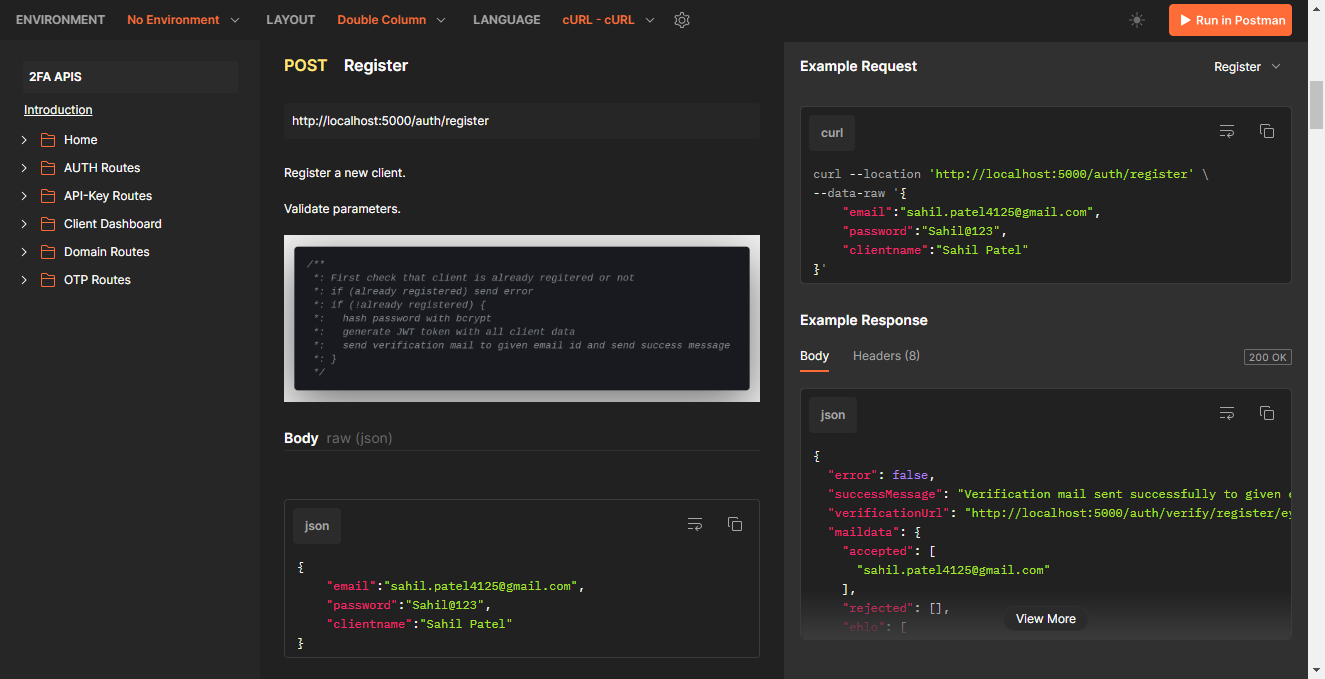 ENVIRONMENT No Environment LAYOUT Double Column LANGUAGE cURL - cURL Run in Postman
2FA APIS
Introduction
Home
AUTH Routes
API-Key Routes
Client Dashboard
Domain Routes
OTP Routes
POST Register
http://localhost:5000/auth/register
Register a new client.
Validate parameters.
/**
*: First check that client is already regitered or not
*: if (already registered) send error
*: if (!already registered) {
*: hash password with bcrypt
*: generate JWT token with all client data
*: send verification mail to given email id and send success message
*: }
*/
Body raw (json)
json
{
"email":"sahil.patel4125@gmail.com",
"password":"Sahil@123",
"clientname":"Sahil Patel"
}
Example Request
Register
curl
curl --location 'http://localhost:5000/auth/register' \
--data-raw '{
"email":"sahil.patel4125@gmail.com",
"password":"Sahil@123",
"clientname":"Sahil Patel"
}'
Example Response
Body Headers (8) 200 OK
json
{
"error": false,
"successMessage": "Verification mail sent successfully to given
"verificationUrl": "http://localhost:5000/auth/verify/register/ey
"maildata": {
"accepted": [
"sahil.patel4125@gmail.com"
],
"rejected": [],
"ehlo": [
View More